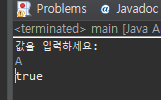 Problems @ Javadoc
<terminated> main [Java A
값을 입력하세요:
A
true